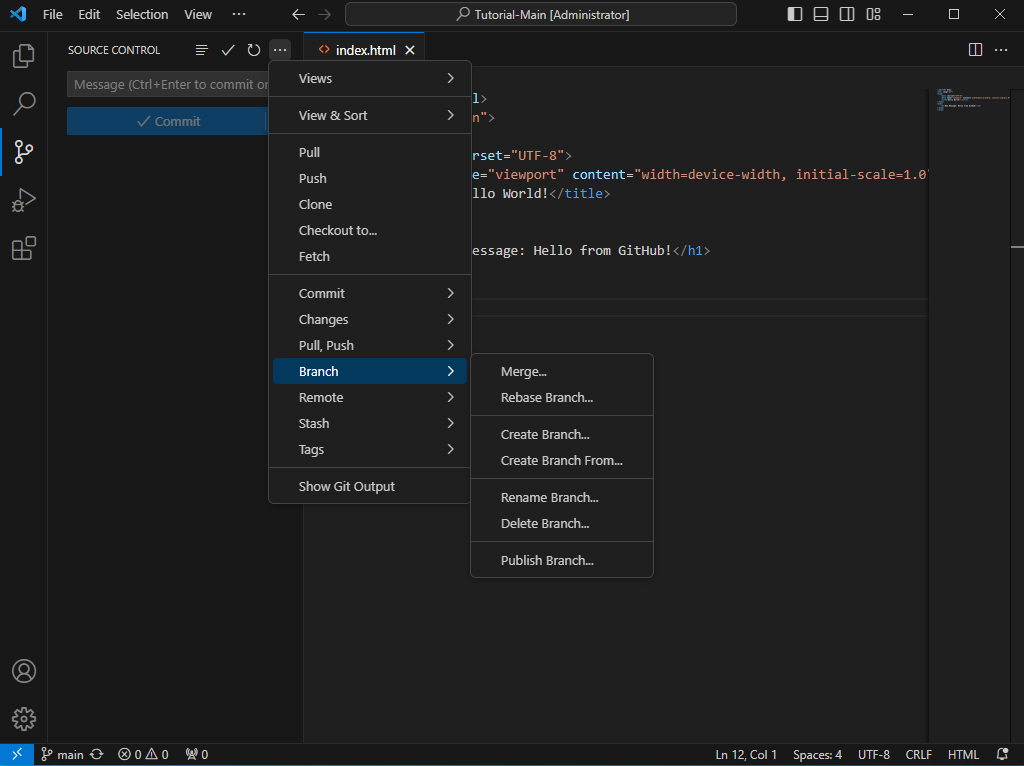 File Edit Selection View ··· Tutorial-Main [Administrator]
SOURCE CONTROL
index.html
Message (Ctrl+Enter to commit or
Commit
Views
View & Sort
Pull
Push
Clone
Checkout to...
Fetch
Commit
Changes
Pull, Push
Branch
Remote
Stash
Tags
Show Git Output
Merge...
Rebase Branch...
Create Branch...
Create Branch From...
Rename Branch...
Delete Branch...
Publish Branch...
l>
n">
rset="UTF-8">
e="viewport" content="width=device-width, initial-scale=1.0"
llo World!</title>
essage: Hello from GitHub!</h1>
main 0 0 0 Ln 12, Col 1 Spaces: 4 UTF-8 CRLF HTML